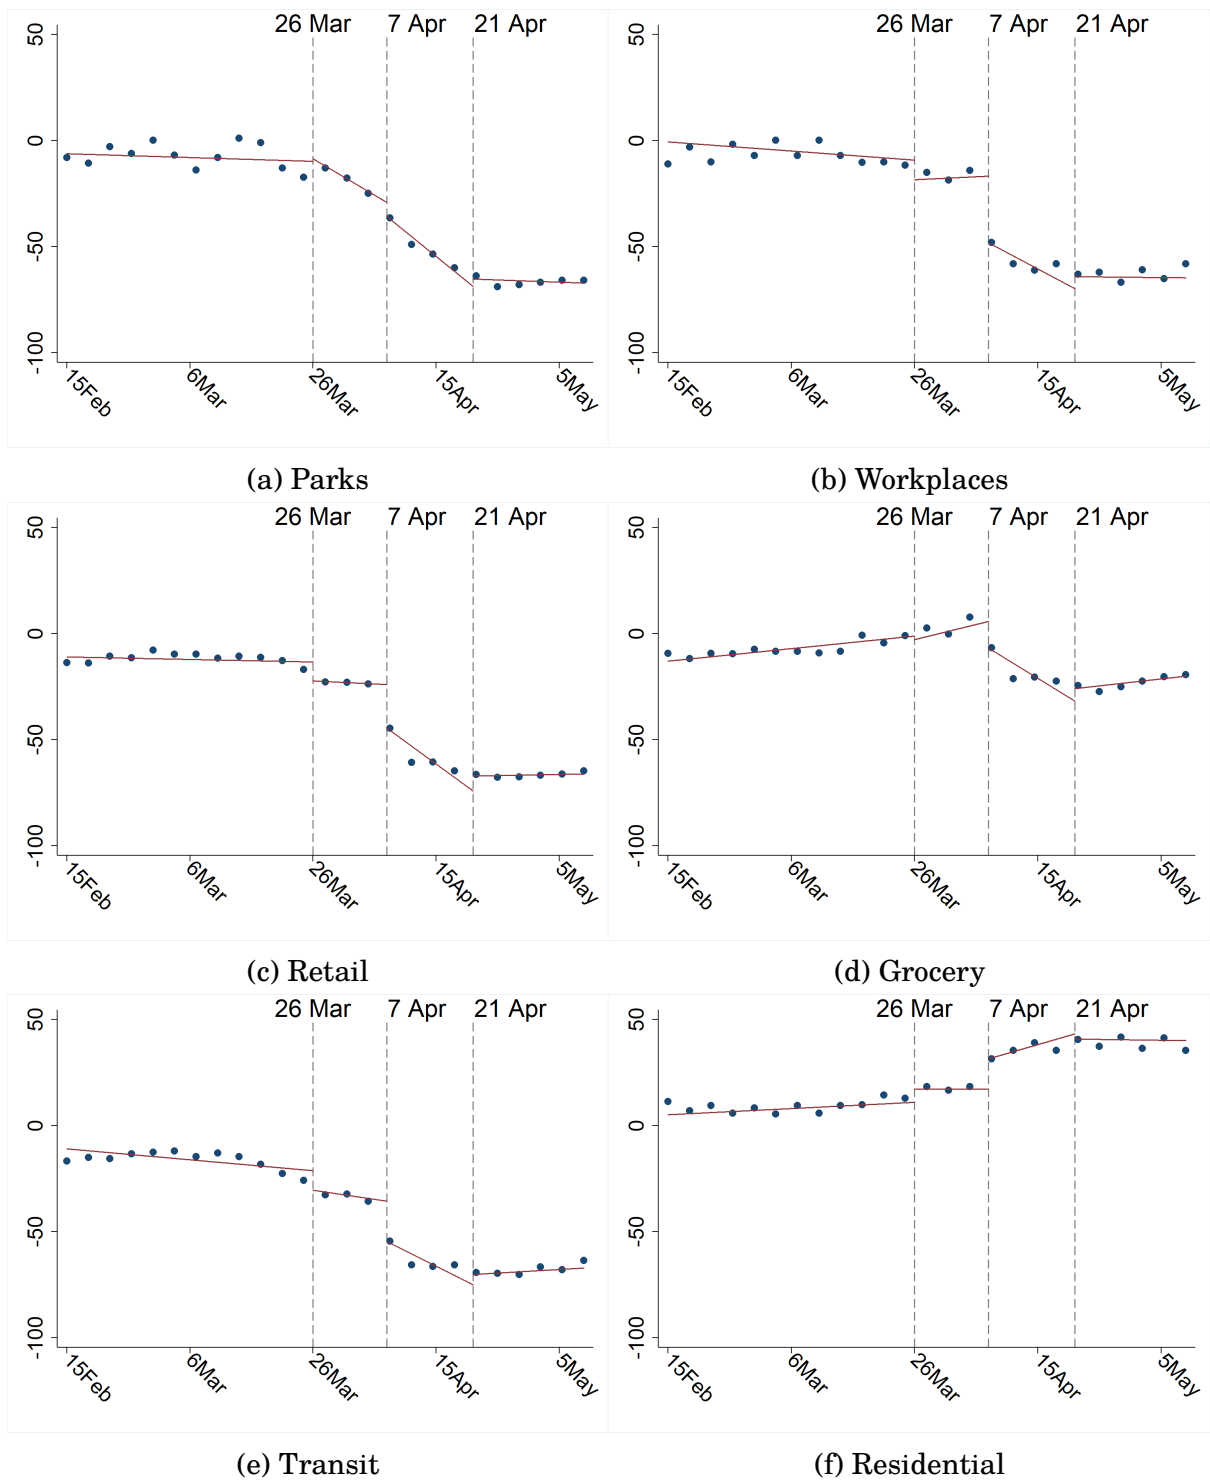 26 Mar 7 Apr 21 Apr
50
0
-50
-100
15Feb 6Mar 26Mar 15Apr 5May
(a) Parks
26 Mar 7 Apr 21 Apr
50
0
-50
-100
15Feb 6Mar 26Mar 15Apr 5May
(b) Workplaces
26 Mar 7 Apr 21 Apr
50
0
-50
-100
15Feb 6Mar 26Mar 15Apr 5May
(c) Retail
26 Mar 7 Apr 21 Apr
50
0
-50
-100
15Feb 6Mar 26Mar 15Apr 5May
(d) Grocery
26 Mar 7 Apr 21 Apr
50
0
-50
-100
15Feb 6Mar 26Mar 15Apr 5May
(e) Transit
26 Mar 7 Apr 21 Apr
50
0
-50
-100
15Feb 6Mar 26Mar 15Apr 5May
(f) Residential